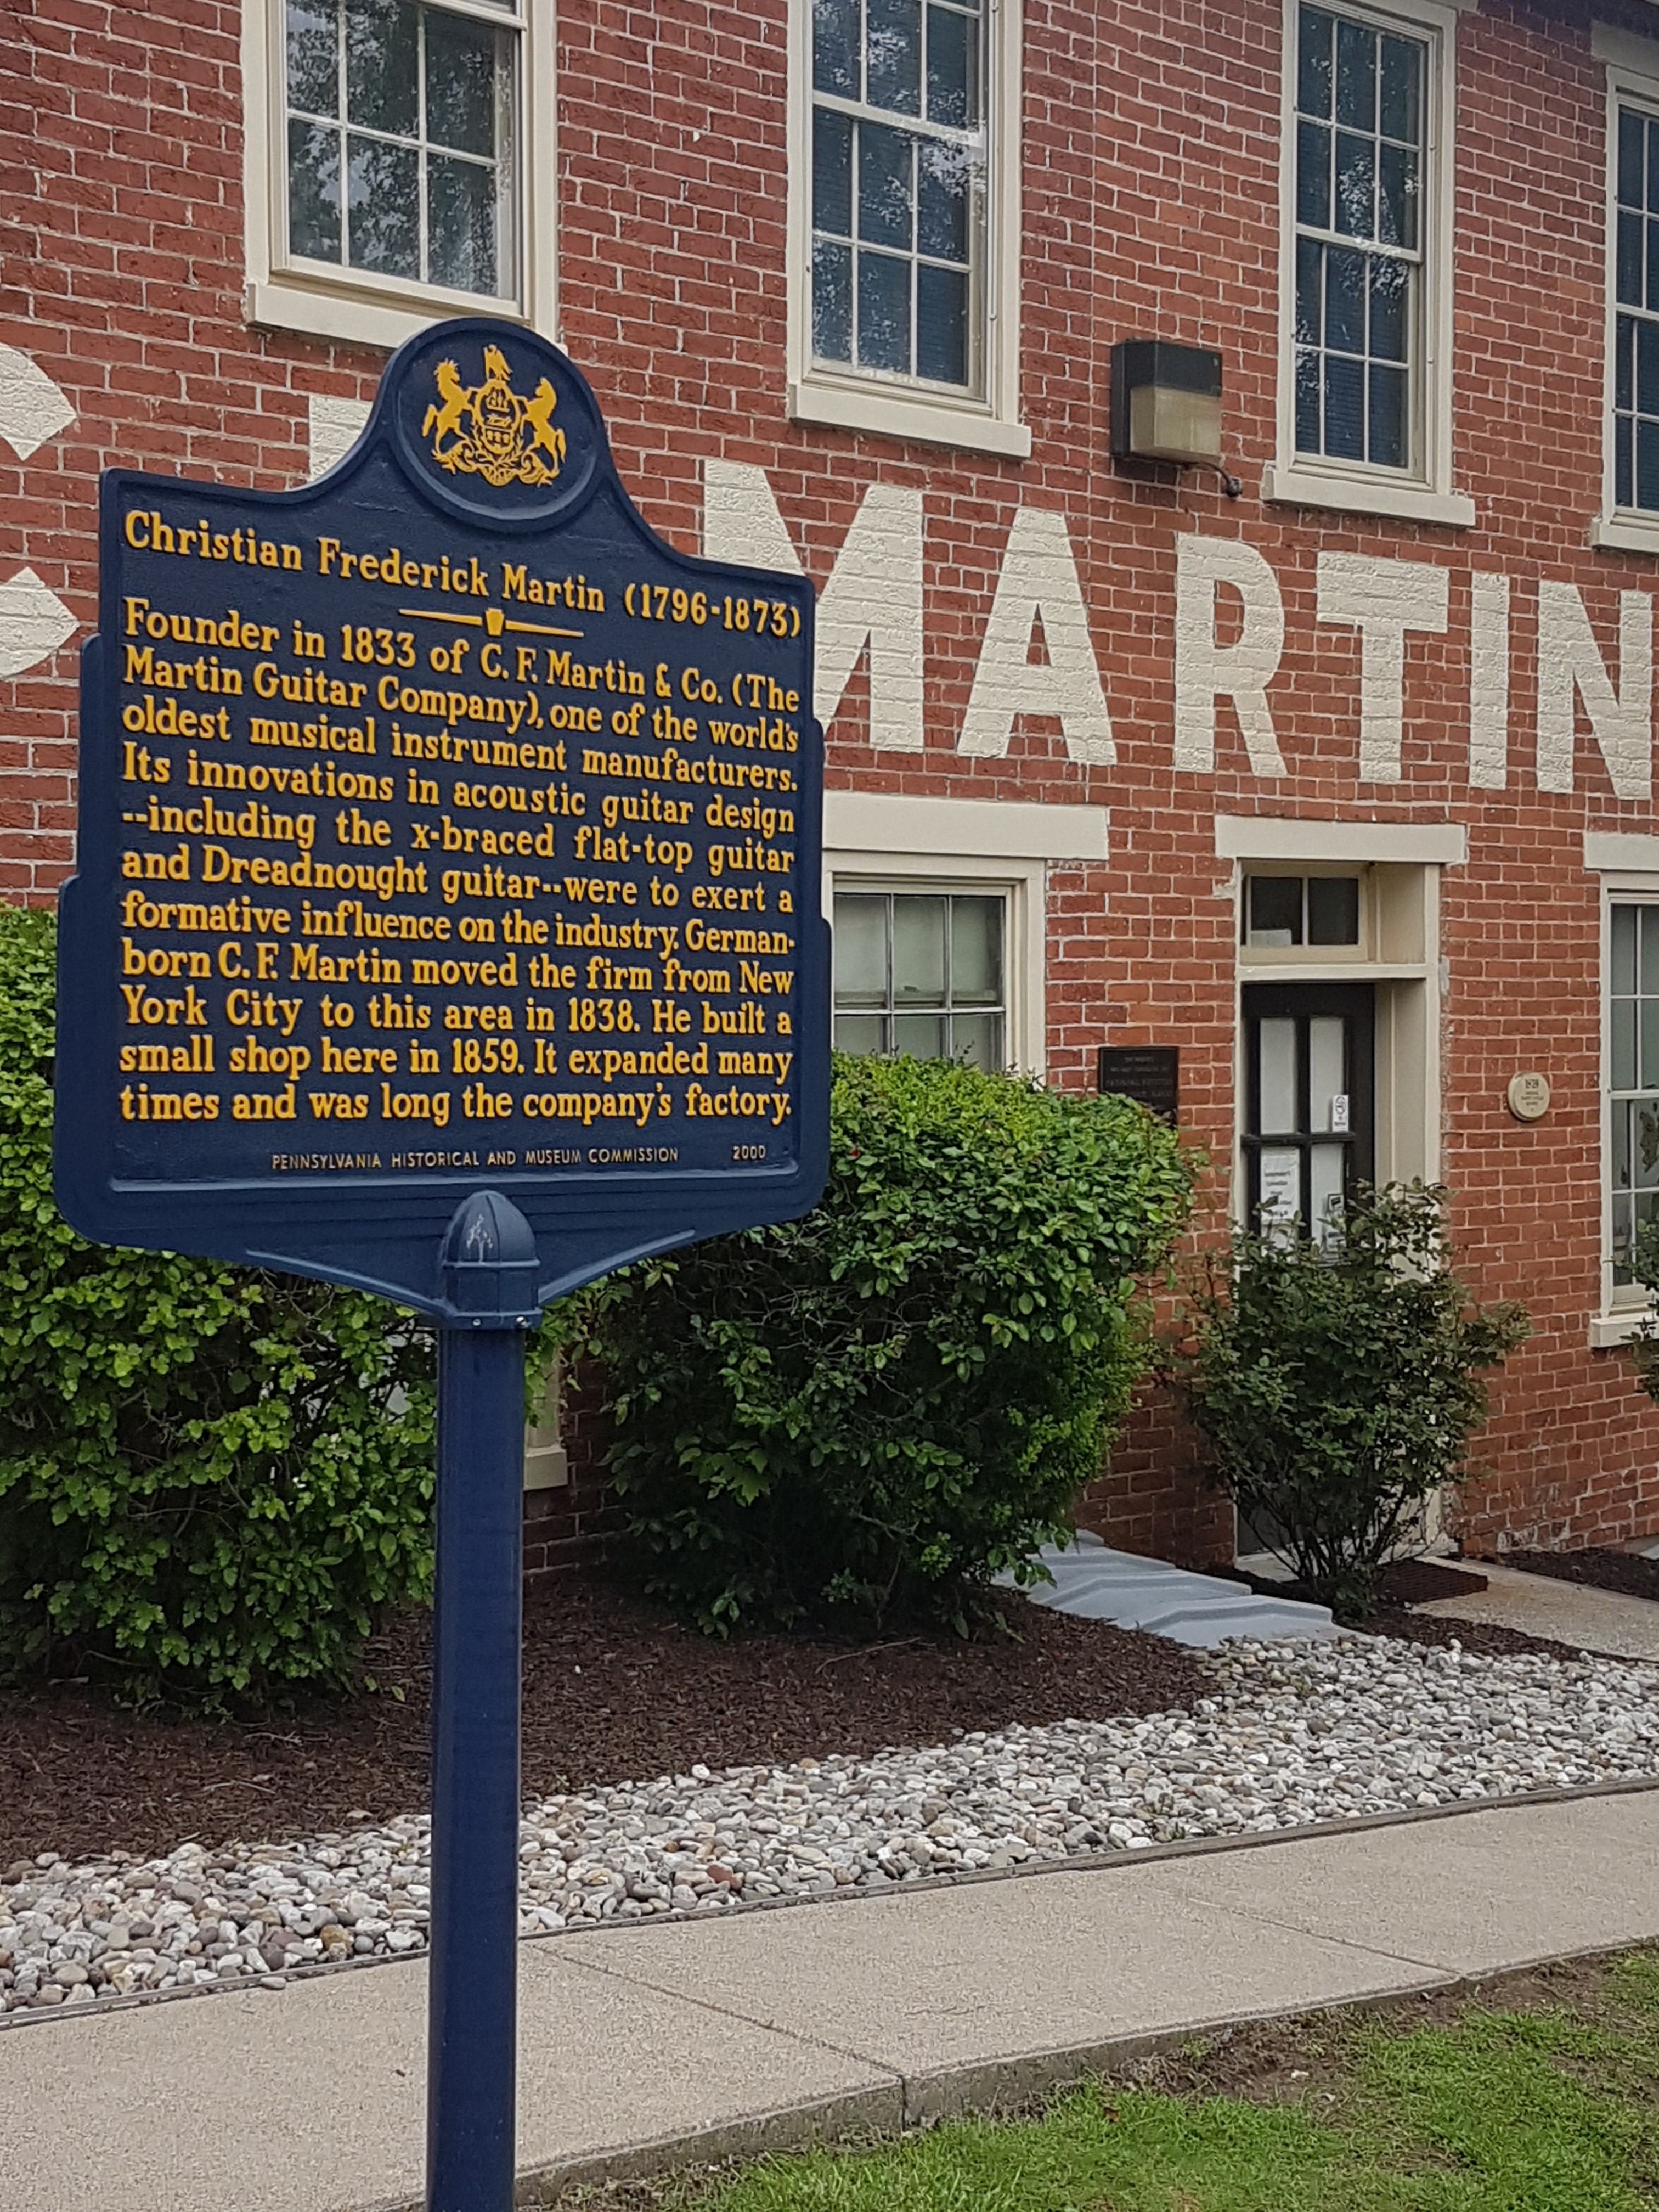 Christian Frederick Martin (1796-1873)
Founder in 1833 of C. F. Martin & Co. (The
Martin Guitar Company), one of the world's
oldest musical instrument manufacturers.
Its innovations in acoustic guitar design
--including the x-braced flat-top guitar
and Dreadnought guitar--were to exert a
formative influence on the industry. German-
born C. F. Martin moved the firm from New
York City to this area in 1838. He built a
small shop here in 1859. It expanded many
times and was long the company's factory.
PENNSYLVANIA HISTORICAL AND MUSEUM COMMISSION 2000
MARTIN